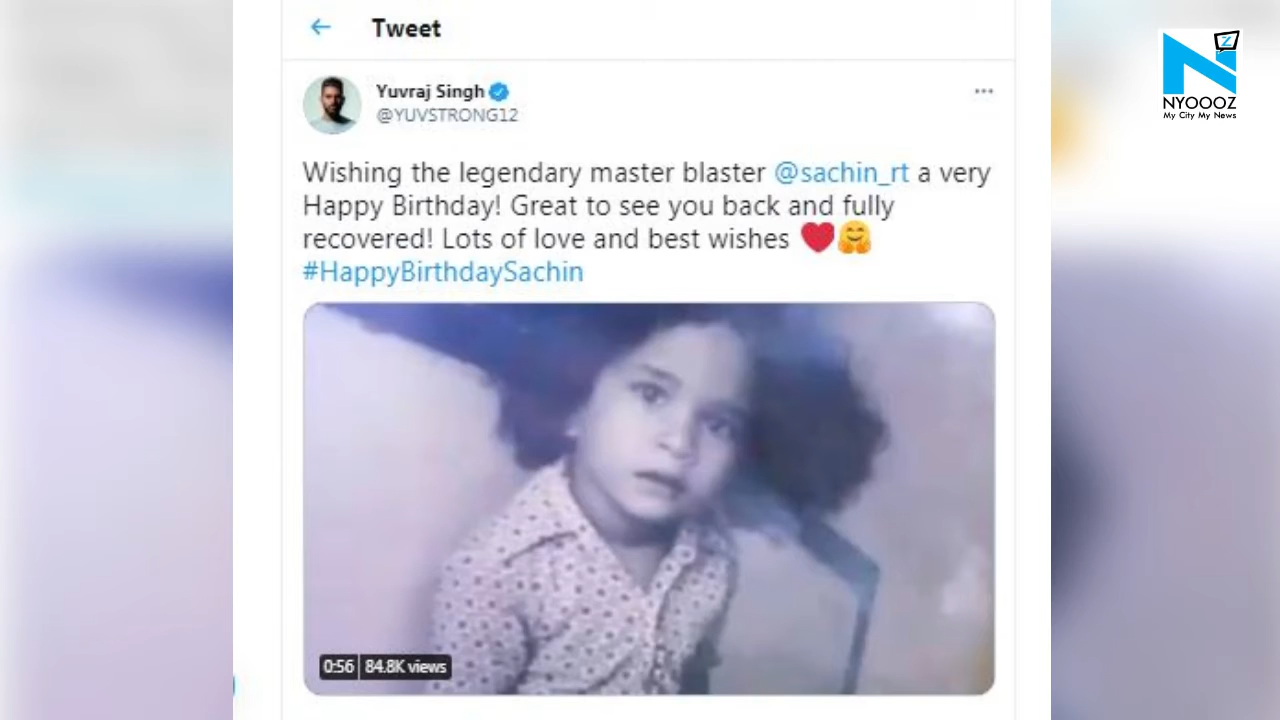 Tweet
Yuvraj Singh
@YUVSTRONG12
Wishing the legendary master blaster @sachin_rt a very
Happy Birthday! Great to see you back and fully
recovered! Lots of love and best wishes ❤️🤗
#HappyBirthdaySachin
0:56 84.8K views
Z
NYOOOZ
My City My News